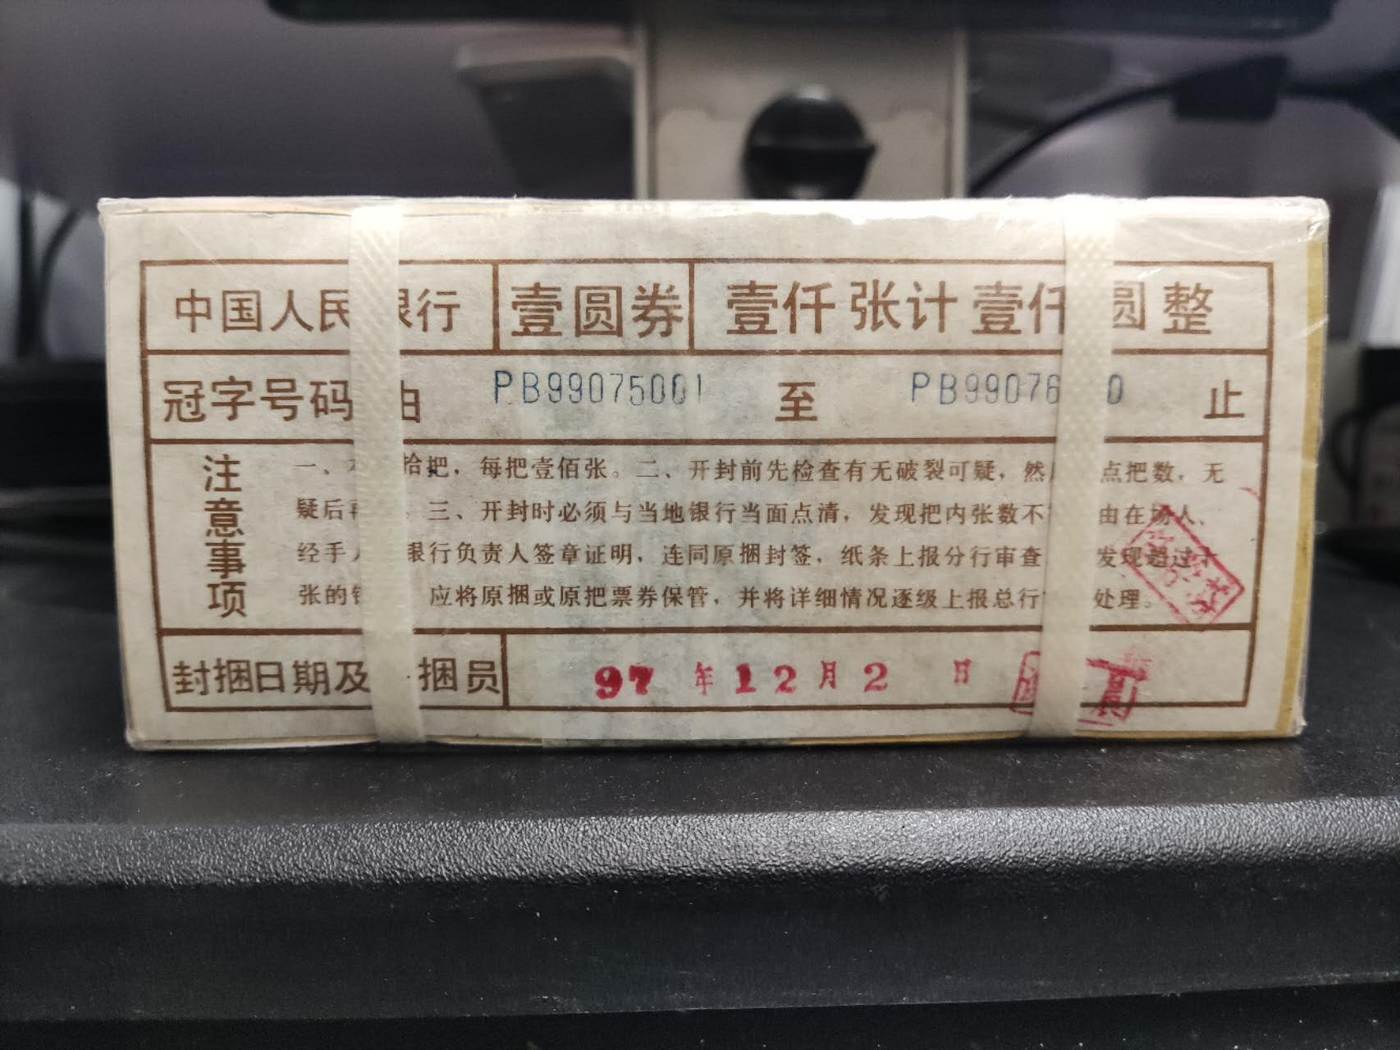 中国人民银行 壹圆券 壹仟张计壹仟圆整
冠字号码 由 PB99075001 至 PB99076 0 止
注意事项
一、 拾把，每把壹佰张。二、开封前先检查有无破裂可疑，然 点把数，无
疑后 三、开封时必须与当地银行当面点清，发现把内张数不 由在场人、
经手 银行负责人签章证明，连同原捆封签，纸条上报分行审查 发现超过
张的 应将原捆或原把票券保管，并将详细情况逐级上报总行 处理。
封捆日期及 捆员 97 年 12 月 2 日